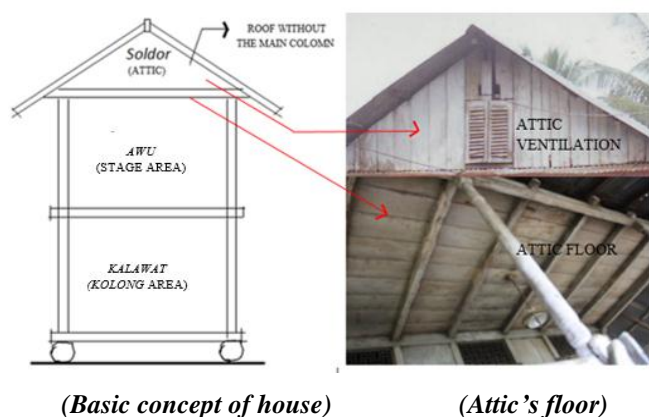 ROOF WITHOUT
THE MAIN COLOMN
Soldor
(ATTIC)
AWU
(STAGE AREA)
KALAWAT
(KOLONG AREA)
ATTIC
VENTILATION
ATTIC FLOOR
(Basic concept of house)
(Attic's floor)